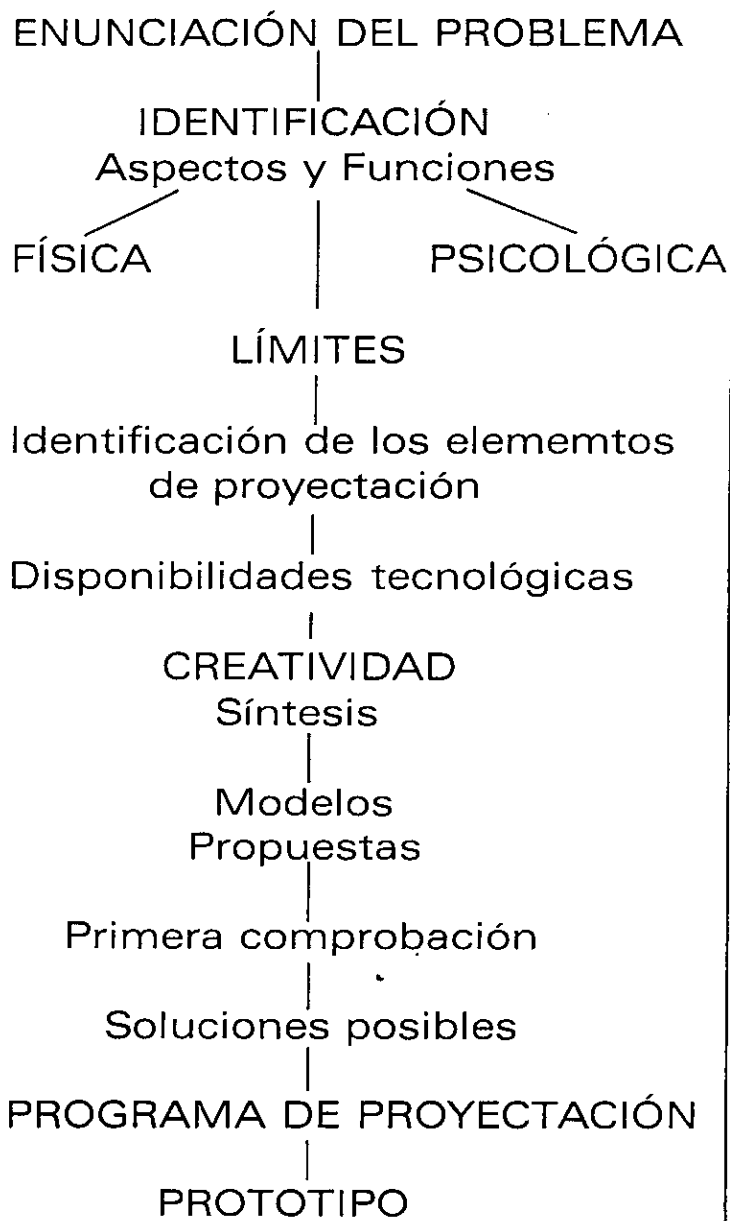 ENUNCIACIÓN DEL PROBLEMA
IDENTIFICACIÓN
Aspectos y Funciones
FÍSICA PSICOLÓGICA
LÍMITES
Identificación de los elememtos
de proyectación
Disponibilidades tecnológicas
CREATIVIDAD
Síntesis
Modelos
Propuestas
Primera comprobación
Soluciones posibles
PROGRAMA DE PROYECTACIÓN
PROTOTIPO